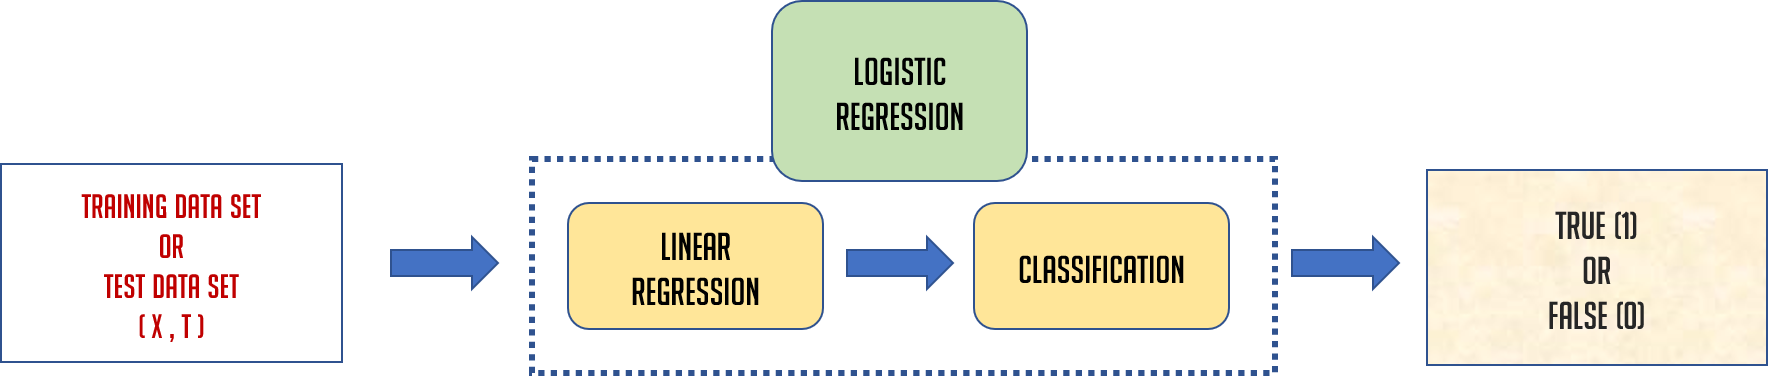 LOGISTIC
REGRESSION
TRAINING DATA SET
OR
TEST DATA SET
( X , T )
LINEAR
REGRESSION
CLASSIFICATION
TRUE (1)
OR
FALSE (0)